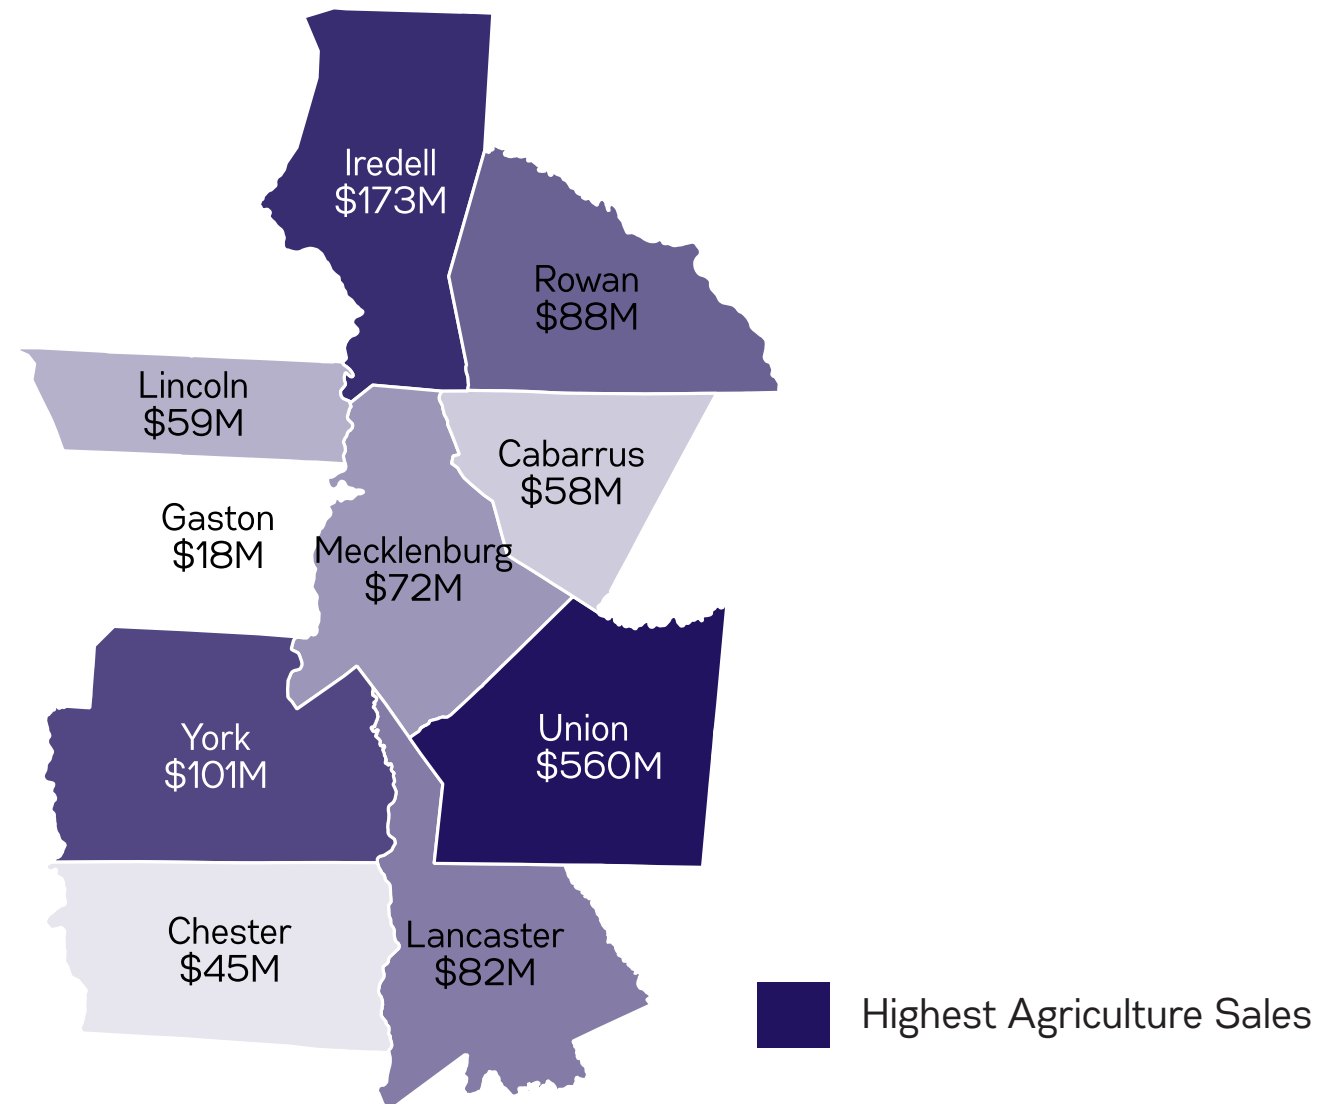 Iredell
$173M
Rowan
$88M
Lincoln
$59M
Cabarrus
$58M
Gaston
$18M
Mecklenburg
$72M
York
$101M
Union
$560M
Chester
$45M
Lancaster
$82M
Highest Agriculture Sales